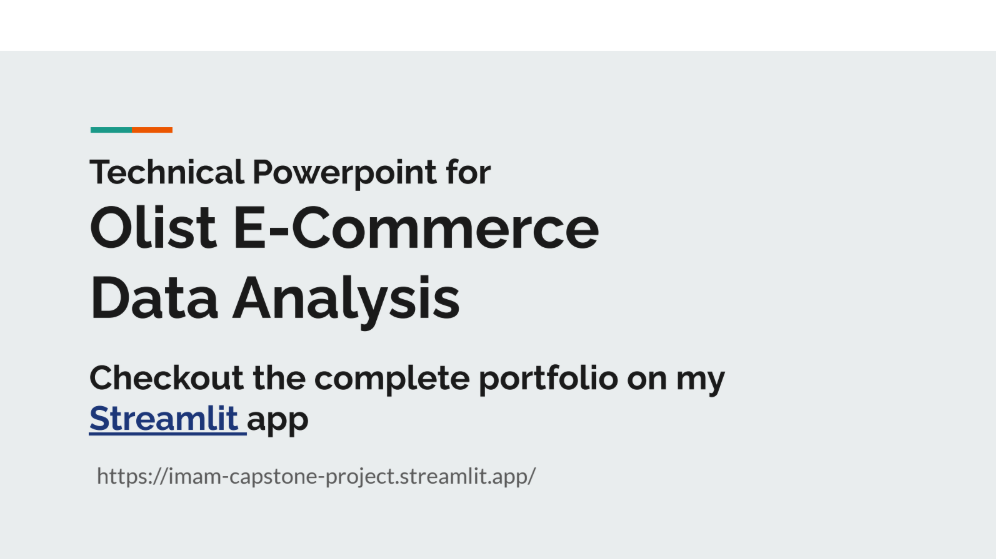 Technical Powerpoint for
Olist E-Commerce
Data Analysis
Checkout the complete portfolio on my
Streamlit app
https://imam-capstone-project.streamlit.app/